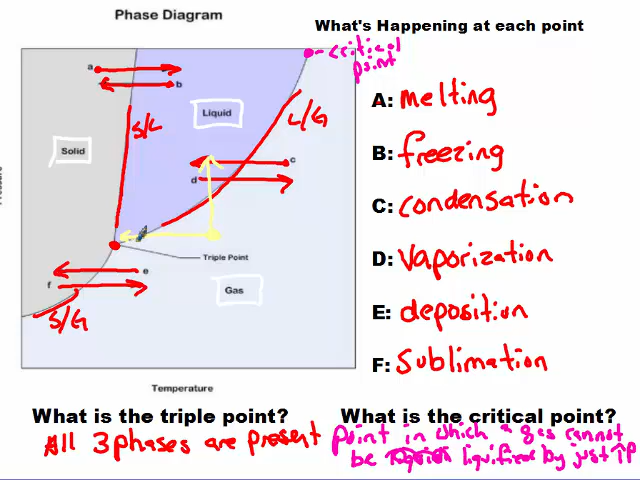 Phase Diagram
What's Happening at each point
critical
point
a
b
Liquid
S/L
L/G
Solid
c
d
Triple Point
e
f
Gas
S/G
Temperature
A: melting
B: freezing
C: condensation
D: vaporization
E: deposition
F: sublimation
What is the triple point?
All 3 phases are present
What is the critical point?
point in which a gas cannot
be liquified by just ↑P